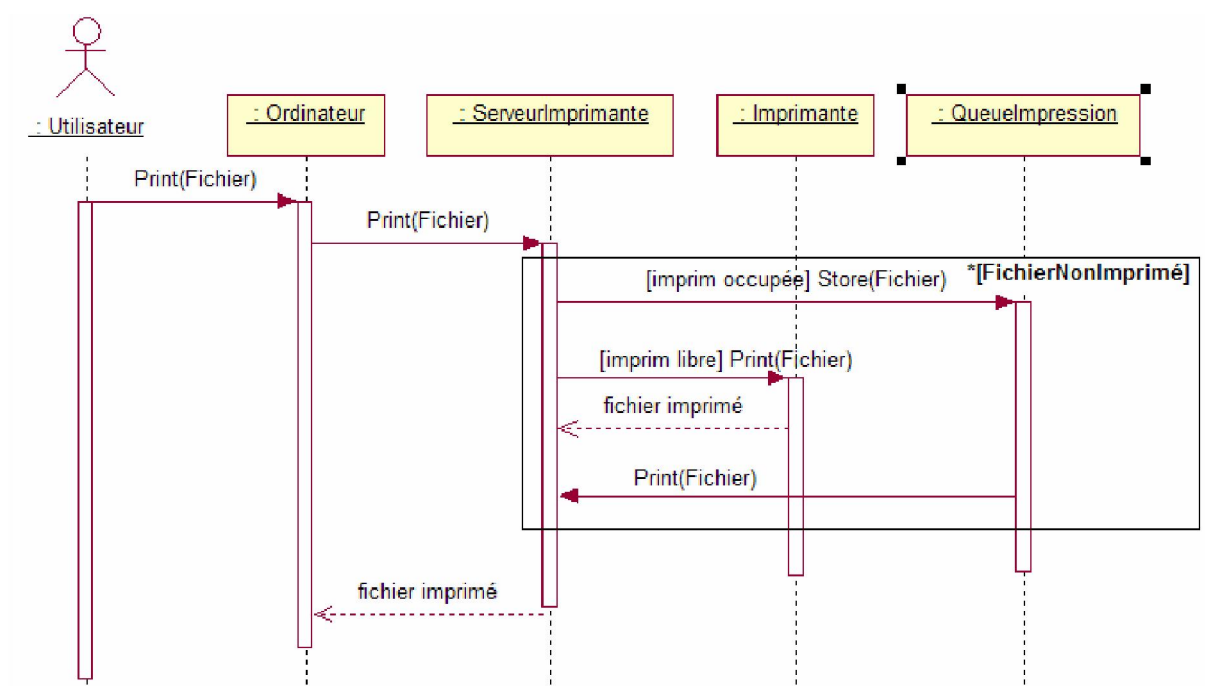 : Utilisateur
: Ordinateur
: ServeurImprimante
: Imprimante
: QueueImpression
Print(Fichier)
Print(Fichier)
*[FichierNonImprimé]
[imprim occupée] Store(Fichier)
[imprim libre] Print(Fichier)
fichier imprimé
Print(Fichier)
fichier imprimé